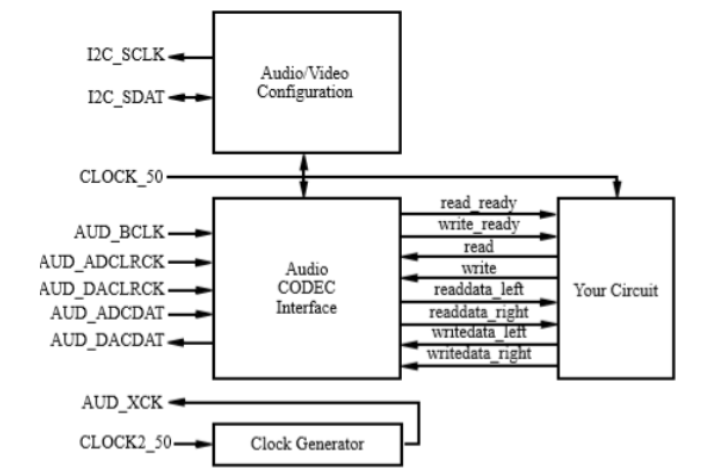 I2C_SCLK
Audio/Video
Configuration
I2C_SDAT
CLOCK_50
read_ready
write_ready
read
write
readdata_left
readdata_right
writedata_left
writedata_right
AUD_BCLK
AUD_ADCLRCK
AUD_DACLRCK
AUD_ADCDAT
AUD_DACDAT
Audio
CODEC
Interface
Your Circuit
AUD_XCK
CLOCK2_50
Clock Generator